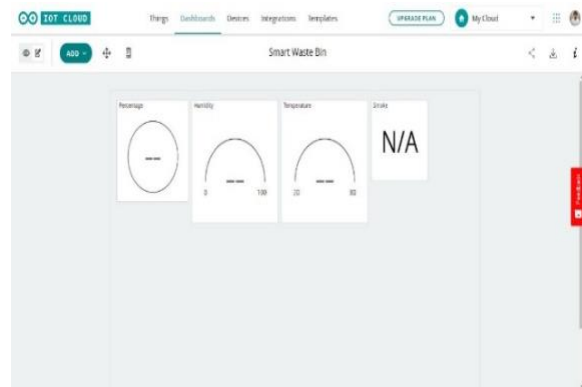 IOT CLOUD Things Dashboards Devices Integrations Templates UPGRADE PLAN My Cloud
ADD Smart Waste Bin i
Percentage Humidity Temperature Smoke
-- -- -- N/A
0 100
Feedback